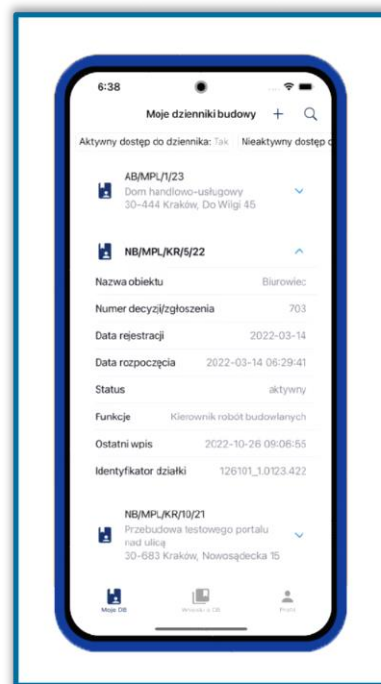 6:38
Moje dzienniki budowy
Aktywny dostęp do dziennika: Tak Nieaktywny dostęp d
AB/MPL/1/23
Dom handlowo-usługowy
30-444 Kraków, Do Wilgi 45
NB/MPL/KR/5/22
Nazwa obiektu Biurowiec
Numer decyzji/zgłoszenia 703
Data rejestracji 2022-03-14
Data rozpoczęcia 2022-03-14 06:29:41
Status aktywny
Funkcje Kierownik robót budowlanych
Ostatni wpis 2022-10-26 09:06:55
Identyfikator działki 126101_1.0123.422
NB/MPL/KR/10/21
Przebudowa testowego portalu
nad ulicą
30-683 Kraków, Nowosądecka 15
Moje DB Wnioski o DB Profil